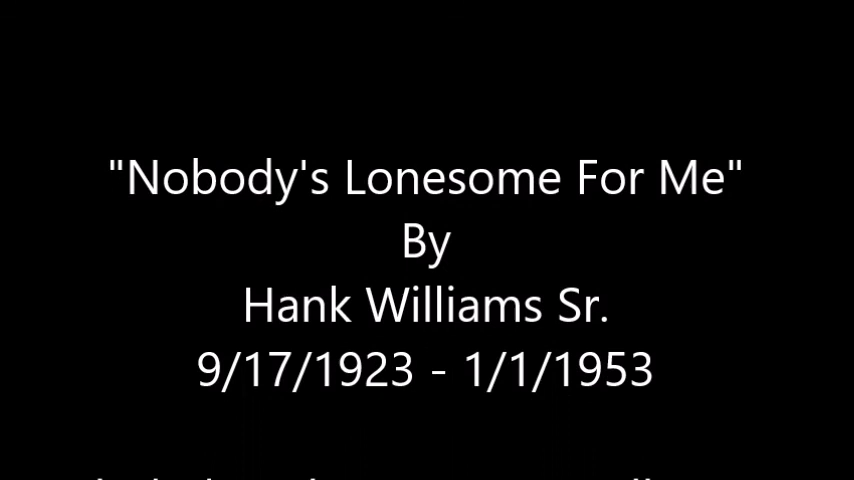 "Nobody's Lonesome For Me"
By
Hank Williams Sr.
9/17/1923 - 1/1/1953